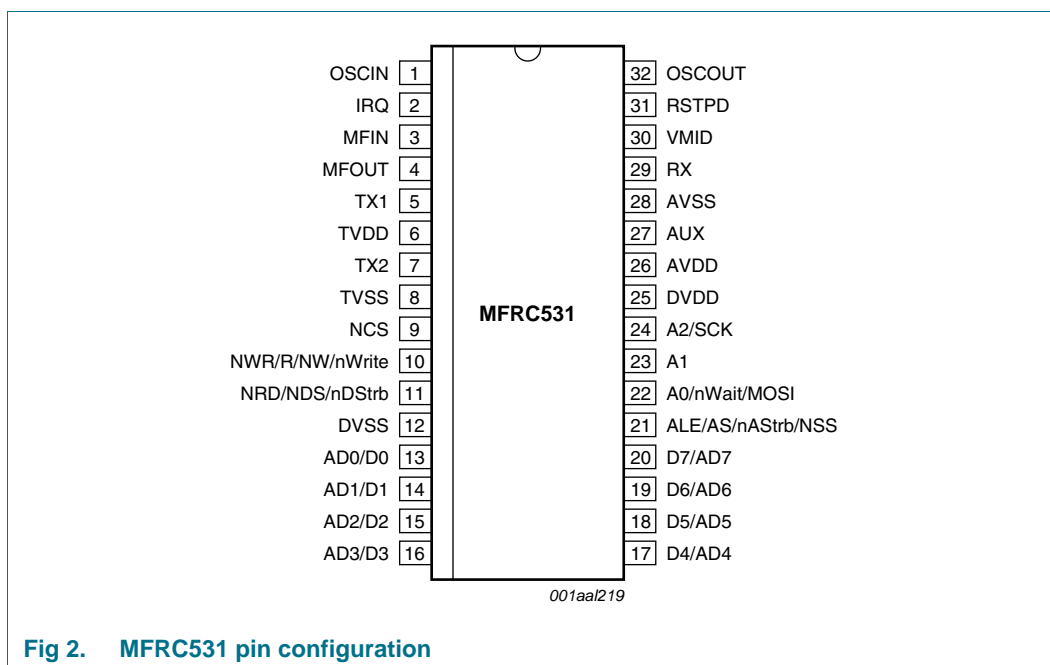 OSCIN 1 32 OSCOUT
IRQ 2 31 RSTPD
MFIN 3 30 VMID
MFOUT 4 29 RX
TX1 5 28 AVSS
TVDD 6 27 AUX
TX2 7 26 AVDD
TVSS 8 25 DVDD
MFRC531
NCS 9 24 A2/SCK
NWR/R/NW/nWrite 10 23 A1
NRD/NDS/nDStrb 11 22 A0/nWait/MOSI
DVSS 12 21 ALE/AS/nAStrb/NSS
AD0/D0 13 20 D7/AD7
AD1/D1 14 19 D6/AD6
AD2/D2 15 18 D5/AD5
AD3/D3 16 17 D4/AD4
001aal219
Fig 2. MFRC531 pin configuration